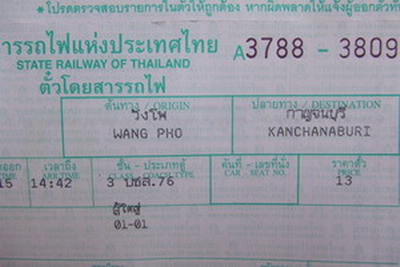 * โปรดตรวจสอบรายการในตั๋วให้ถูกต้อง หากผิดพลาดให้แจ้งผู้ออกตั๋วทัน
ารรถไฟแห่งประเทศไทย A3788 - 3809
STATE RAILWAY OF THAILAND
ตั๋วโดยสารรถไฟ
ต้นทาง / ORIGIN ปลายทาง / DESTINATION
วังโพ กาญจนบุรี
WANG PHO KANCHANABURI
เวลาถึง ชั้น - ประเภทตู้ คันที่ - เลขที่นั่ง ราคาตั๋ว
TIME ARR TIME CLASS COACH TYPE CAR SEAT NO. PRICE
15 14:42 3 บชส.76 13
ผู้ใหญ่
01-01